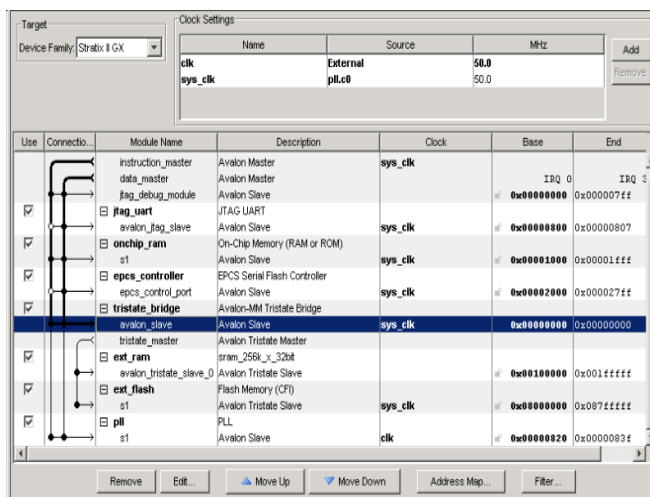 Target
Device Family: Stratix II GX
Clock Settings
Name Source MHz
clk External 50.0
sys_clk pll.c0 50.0
Add
Remove
Use Connectio... Module Name Description Clock Base End
instruction_master Avalon Master sys_clk
data_master Avalon Master IRQ 0 IRQ 3
jtag_debug_module Avalon Slave 0x00000000 0x000007ff
jtag_uart JTAG UART
avalon_jtag_slave Avalon Slave sys_clk 0x00000800 0x00000807
onchip_ram On-Chip Memory (RAM or ROM)
s1 Avalon Slave sys_clk 0x00001000 0x00001fff
epcs_controller EPCS Serial Flash Controller
epcs_control_port Avalon Slave sys_clk 0x00002000 0x000027ff
tristate_bridge Avalon-MM Tristate Bridge
avalon_slave Avalon Slave sys_clk 0x00000000 0x00000000
tristate_master Avalon Tristate Master
ext_ram sram_256k_x_32bit
avalon_tristate_slave_0 Avalon Tristate Slave 0x00100000 0x001fffff
ext_flash Flash Memory (CFI)
s1 Avalon Tristate Slave sys_clk 0x08000000 0x087fffff
pll PLL
s1 Avalon Slave clk 0x00000820 0x0000083f
Remove Edit... Move Up Move Down Address Map... Filter...